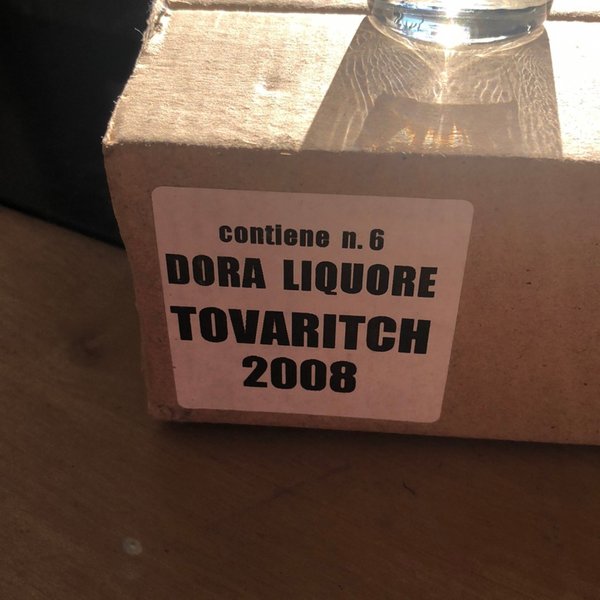 contiene n. 6
DORA LIQUORE
TOVARITCH
2008